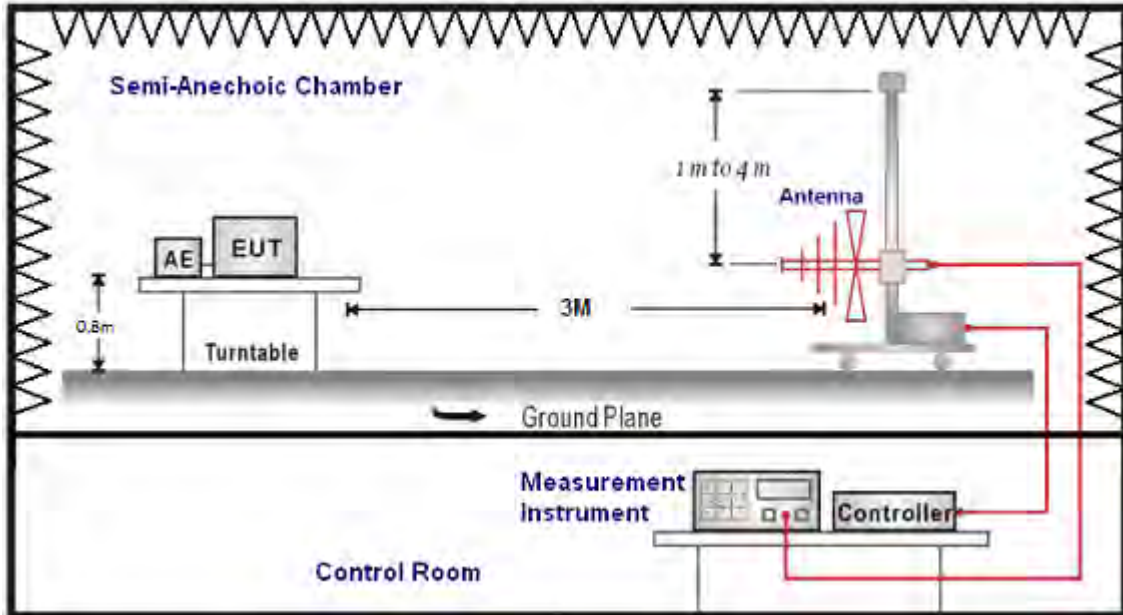 Semi-Anechoic Chamber
1 m to 4 m
Antenna
AE
EUT
3M
0.8m
Turntable
Ground Plane
Measurement
Instrument
Controller
Control Room